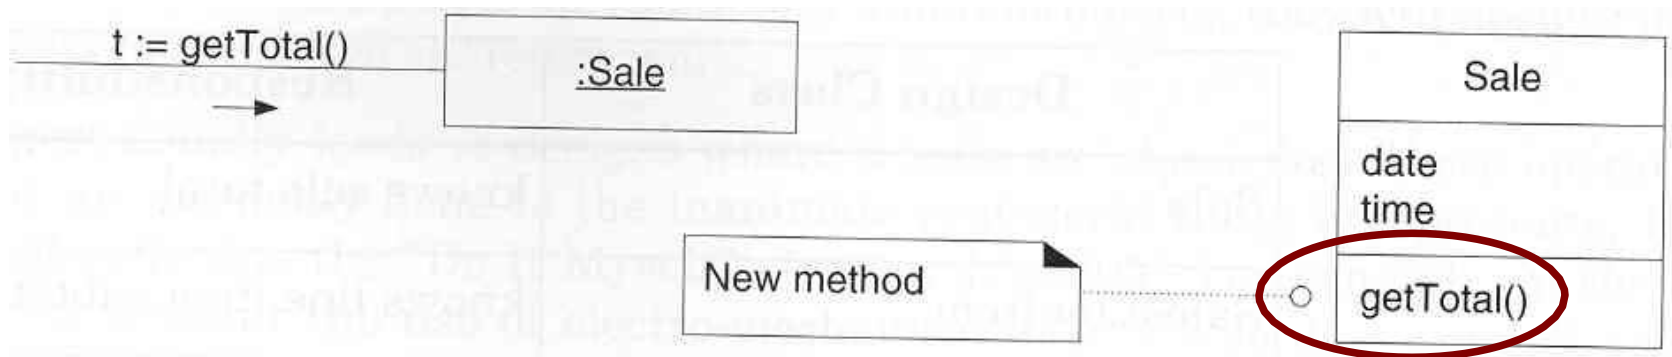 t := getTotal()
:Sale
New method
Sale
date
time
getTotal()